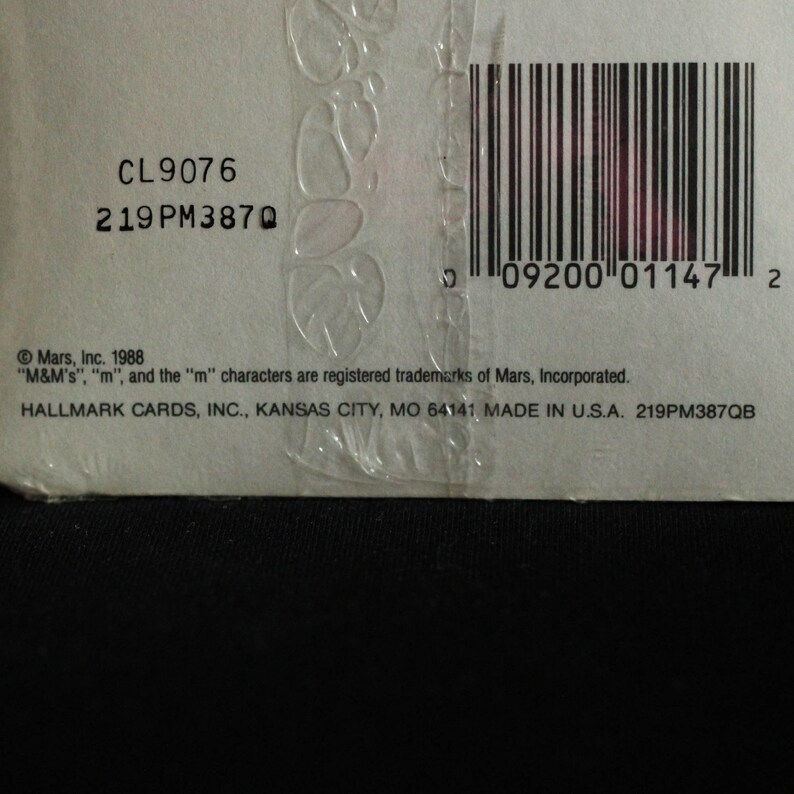 CL9076
219PM387Q
0 09200 01147 2
© Mars, Inc. 1988
"M&M's", "m", and the "m" characters are registered trademarks of Mars, Incorporated.
HALLMARK CARDS, INC., KANSAS CITY, MO 64141 MADE IN U.S.A. 219PM387QB